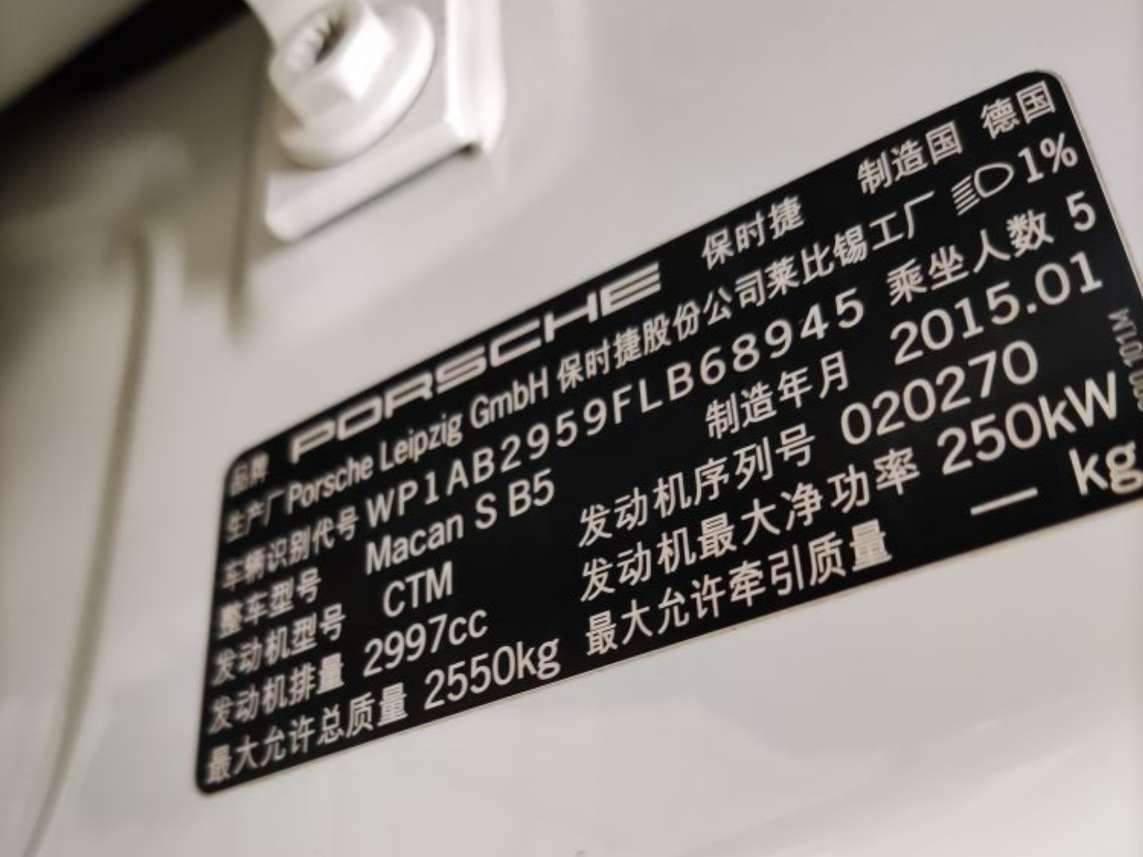 品牌 PORSCHE 保时捷 制造国 德国
生产厂 Porsche Leipzig GmbH 保时捷股份公司莱比锡工厂 1%
车辆识别代号 WP1AB2959FLB68945 乘坐人数 5
整车型号 Macan S B5 制造年月 2015.01
发动机型号 CTM 发动机序列号 020270
发动机排量 2997cc 发动机最大净功率 250kW
最大允许总质量 2550kg 最大允许牵引质量 — kg